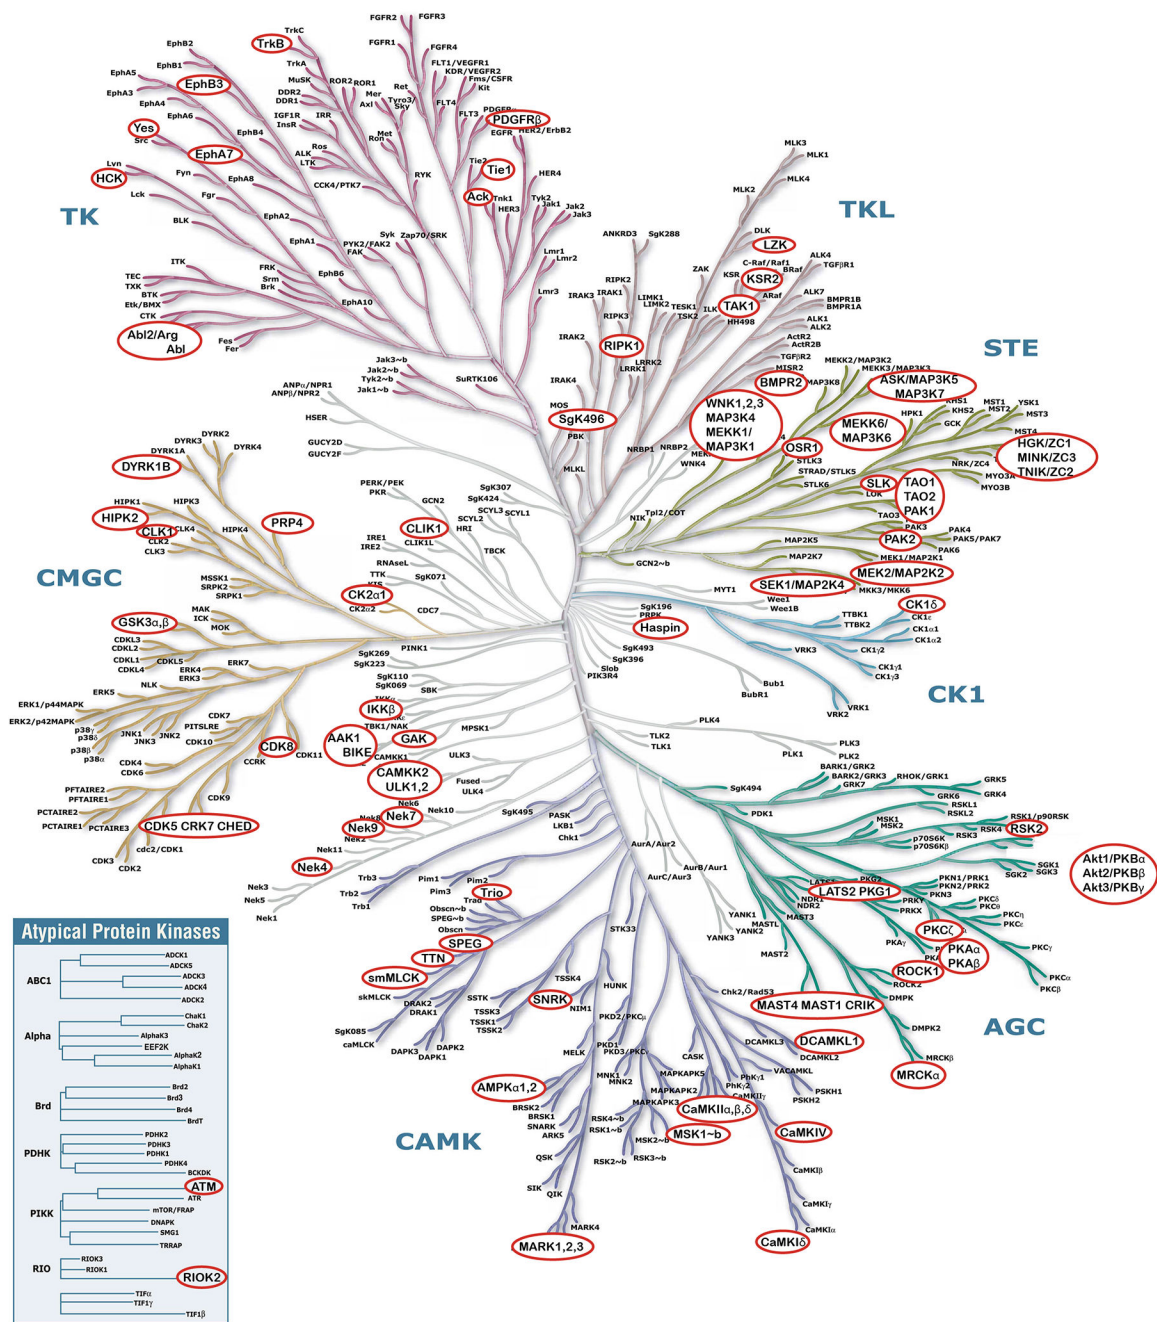 FGFR2 FGFR3
TrkC
TrkB
EphB2
FGFR1
FGFR4
EphB1
TrkA
FLT1/VEGFR1
EphA5
KDR/VEGFR2
EphB3
MuSK
ROR2
ROR1
Fms/CSFR
Kit
EphA3
DDR2
DDR1
Mer
Axl
Ret
Tyro3/
Sky
FLT4
EphA4
IGF1R
IRR
InsR
FLT3
PDGFRβ
EphA6
Yes
Src
EphB4
Met
Ron
EGFR
HER2/ErbB2
MLK3
MLK1
EphA7
Ros
ALK
LTK
Tie2
Tie1
Lyn
HCK
Fyn
EphA8
CCK4/PTK7
RYK
HER4
MLK4
MLK2
Lck
Fgr
Ack
Tnk1
HER3
Tyk2
Jak1
Jak2
Jak3
TK
TKL
BLK
EphA2
EphA1
Syk
Zap70/SRK
PYK2/FAK2
FAK
ANKRD3
SgK288
DLK
LZK
Lmr1
Lmr2
ITK
FRK
Srm
Brk
EphB6
EphA10
Lmr3
TEC
TXK
BTK
Etk/BMX
CTK
ZAK
C-Raf/Raf1
KSR
KSR2
BRaf
ARaf
ALK4
TGFβR1
RIPK2
IRAK3
IRAK1
LIMK1
LIMK2
TESK1
TSK2
ILK
TAK1
HH498
ALK7
BMPR1B
BMPR1A
Abl2/Arg
Abl
Fes
Fer
RIPK3
RIPK1
IRAK2
LRRK2
LRRK1
ALK1
ALK2
ActR2
ActR2B
TGFβR2
MISR2
BMPR2
STE
Jak3~b
Jak2~b
Tyk2~b
Jak1~b
SuRTK106
IRAK4
MEKK2/MAP3K2
MEKK3/MAP3K3
MAP3K8
ASK/MAP3K5
MAP3K7
ANPα/NPR1
ANPβ/NPR2
HSER
MOS
SgK496
PBK
MLKL
WNK1,2,3
MAP3K4
MEKK1/
MAP3K1
MEKK6/
MAP3K6
HPK1
KHS1
KHS2
GCK
MST1
MST2
YSK1
MST3
MST4
GUCY2D
GUCY2F
NRBP1
NRBP2
WNK4
OSR1
STLK3
STRAD/STLK5
STLK6
HGK/ZC1
MINK/ZC3
TNIK/ZC2
NRK/ZC4
MYO3A
MYO3B
DYRK2
DYRK3
DYRK1A
DYRK4
DYRK1B
PERK/PEK
PKR
GCN2
SgK307
SgK424
SLK
LOK
TAO1
TAO2
PAK1
TAO3
HIPK1
HIPK3
HIPK2
PRP4
CLK1
CLK4
CLK2
CLK3
HIPK4
SCYL3
SCYL2
SCYL1
HRI
CLIK1
CLIK1L
TBCK
NIK
Tpl2/COT
PAK3
PAK2
PAK4
PAK5/PAK7
PAK6
IRE1
IRE2
RNAseL
MAP2K5
MAP2K7
GCN2~b
MEK1/MAP2K1
MEK2/MAP2K2
SEK1/MAP2K4
MKK3/MKK6
CMGC
MSSK1
SRPK2
SRPK1
TTK
SgK071
CK2α1
CK2α2
CDC7
MYT1
Wee1
Wee1B
MAK
ICK
GSK3α,β
MOK
PINK1
SgK196
PRPK
Haspin
TTBK1
TTBK2
CK1δ
CK1ε
CK1α1
CK1α2
CDKL3
CDKL2
CDKL1
CDKL4
CDKL5
ERK7
ERK4
ERK3
SgK269
SgK223
SgK493
SgK396
Slob
PIK3R4
VRK3
CK1γ2
CK1γ1
CK1γ3
ERK5
NLK
SgK110
SgK069
SBK
Bub1
BubR1
CK1
VRK2
VRK1
ERK1/p44MAPK
ERK2/p42MAPK
p38γ
p38δ
p38β
p38α
JNK1
JNK3
JNK2
CDK7
PITSLRE
CDK10
IKKβ
TBK1/NAK
GAK
MPSK1
PLK4
TLK2
TLK1
PLK1
PLK3
PLK2
CDK4
CDK6
CCRK
CDK8
CDK11
AAK1
BIKE
CAMKK1
CAMKK2
ULK1,2
ULK3
Fused
ULK4
PFTAIRE2
PFTAIRE1
PCTAIRE2
PCTAIRE1
PCTAIRE3
CDK9
CDK5 CRK7 CHED
cdc2/CDK1
CDK3
CDK2
Nek6
Nek7
Nek10
Nek8
Nek9
Nek2
Nek11
Nek4
Nek3
Nek5
Nek1
SgK495
PASK
LKB1
Chk1
SgK494
PDK1
BARK1/GRK2
BARK2/GRK3
GRK7
RHOK/GRK1
GRK5
GRK6
GRK4
RSKL1
RSKL2
MSK1
MSK2
p70S6K
p70S6Kβ
RSK3
RSK4
RSK1/p90RSK
RSK2
AurA/Aur2
AurB/Aur1
AurC/Aur3
SGK1
SGK2
SGK3
Akt1/PKBα
Akt2/PKBβ
Akt3/PKBγ
LATS1
PKG2
LATS2 PKG1
NDR1
NDR2
MAST3
MASTL
PKN1/PRK1
PKN2/PRK2
PKN3
PRKY
PRKX
PKCδ
PKCθ
PKCη
PKCε
PKCζ
PKCγ
PKCα
PKCβ
PKAγ
PKAα
PKAβ
YANK1
YANK2
YANK3
MAST2
ROCK1
ROCK2
DMPK
MAST4 MAST1 CRIK
AGC
DMPK2
MRCKβ
MRCKα
Trb3
Trb2
Trb1
Pim1
Pim2
Pim3
Trio
Trad
Obscn~b
SPEG~b
Obscn
SPEG
TTN
smMLCK
skMLCK
SgK085
caMLCK
DRAK2
DRAK1
DAPK3
DAPK2
DAPK1
STK33
TSSK4
SSTK
TSSK3
TSSK1
TSSK2
SNRK
NIM1
HUNK
Chk2/Rad53
PKD2/PKCμ
PKD1
MELK
MNK1
MNK2
CASK
MAPKAPK5
MAPKAPK2
MAPKAPK3
DCAMKL3
DCAMKL1
DCAMKL2
VACAMKL
PhKγ1
PhKγ2
CaMKIIγ
PSKH1
PSKH2
CaMKIIα,β,δ
AMPKα1,2
BRSK2
BRSK1
SNARK
ARK5
CAMK
RSK4~b
RSK1~b
MSK2~b
MSK1~b
RSK2~b
RSK3~b
CaMKIV
QSK
SIK
QIK
CaMKIβ
CaMKIγ
CaMKIα
CaMKIδ
MARK4
MARK1,2,3
Atypical Protein Kinases
ABC1
ADCK1
ADCK5
ADCK3
ADCK4
ADCK2
Alpha
ChaK1
ChaK2
AlphaK3
EEF2K
AlphaK2
AlphaK1
Brd
Brd2
Brd3
Brd4
BrdT
PDHK
PDHK2
PDHK3
PDHK1
PDHK4
BCKDK
PIKK
ATM
ATR
mTOR/FRAP
DNAPK
SMG1
TRRAP
RIO
RIOK3
RIOK1
RIOK2
TIFα
TIF1γ
TIF1β